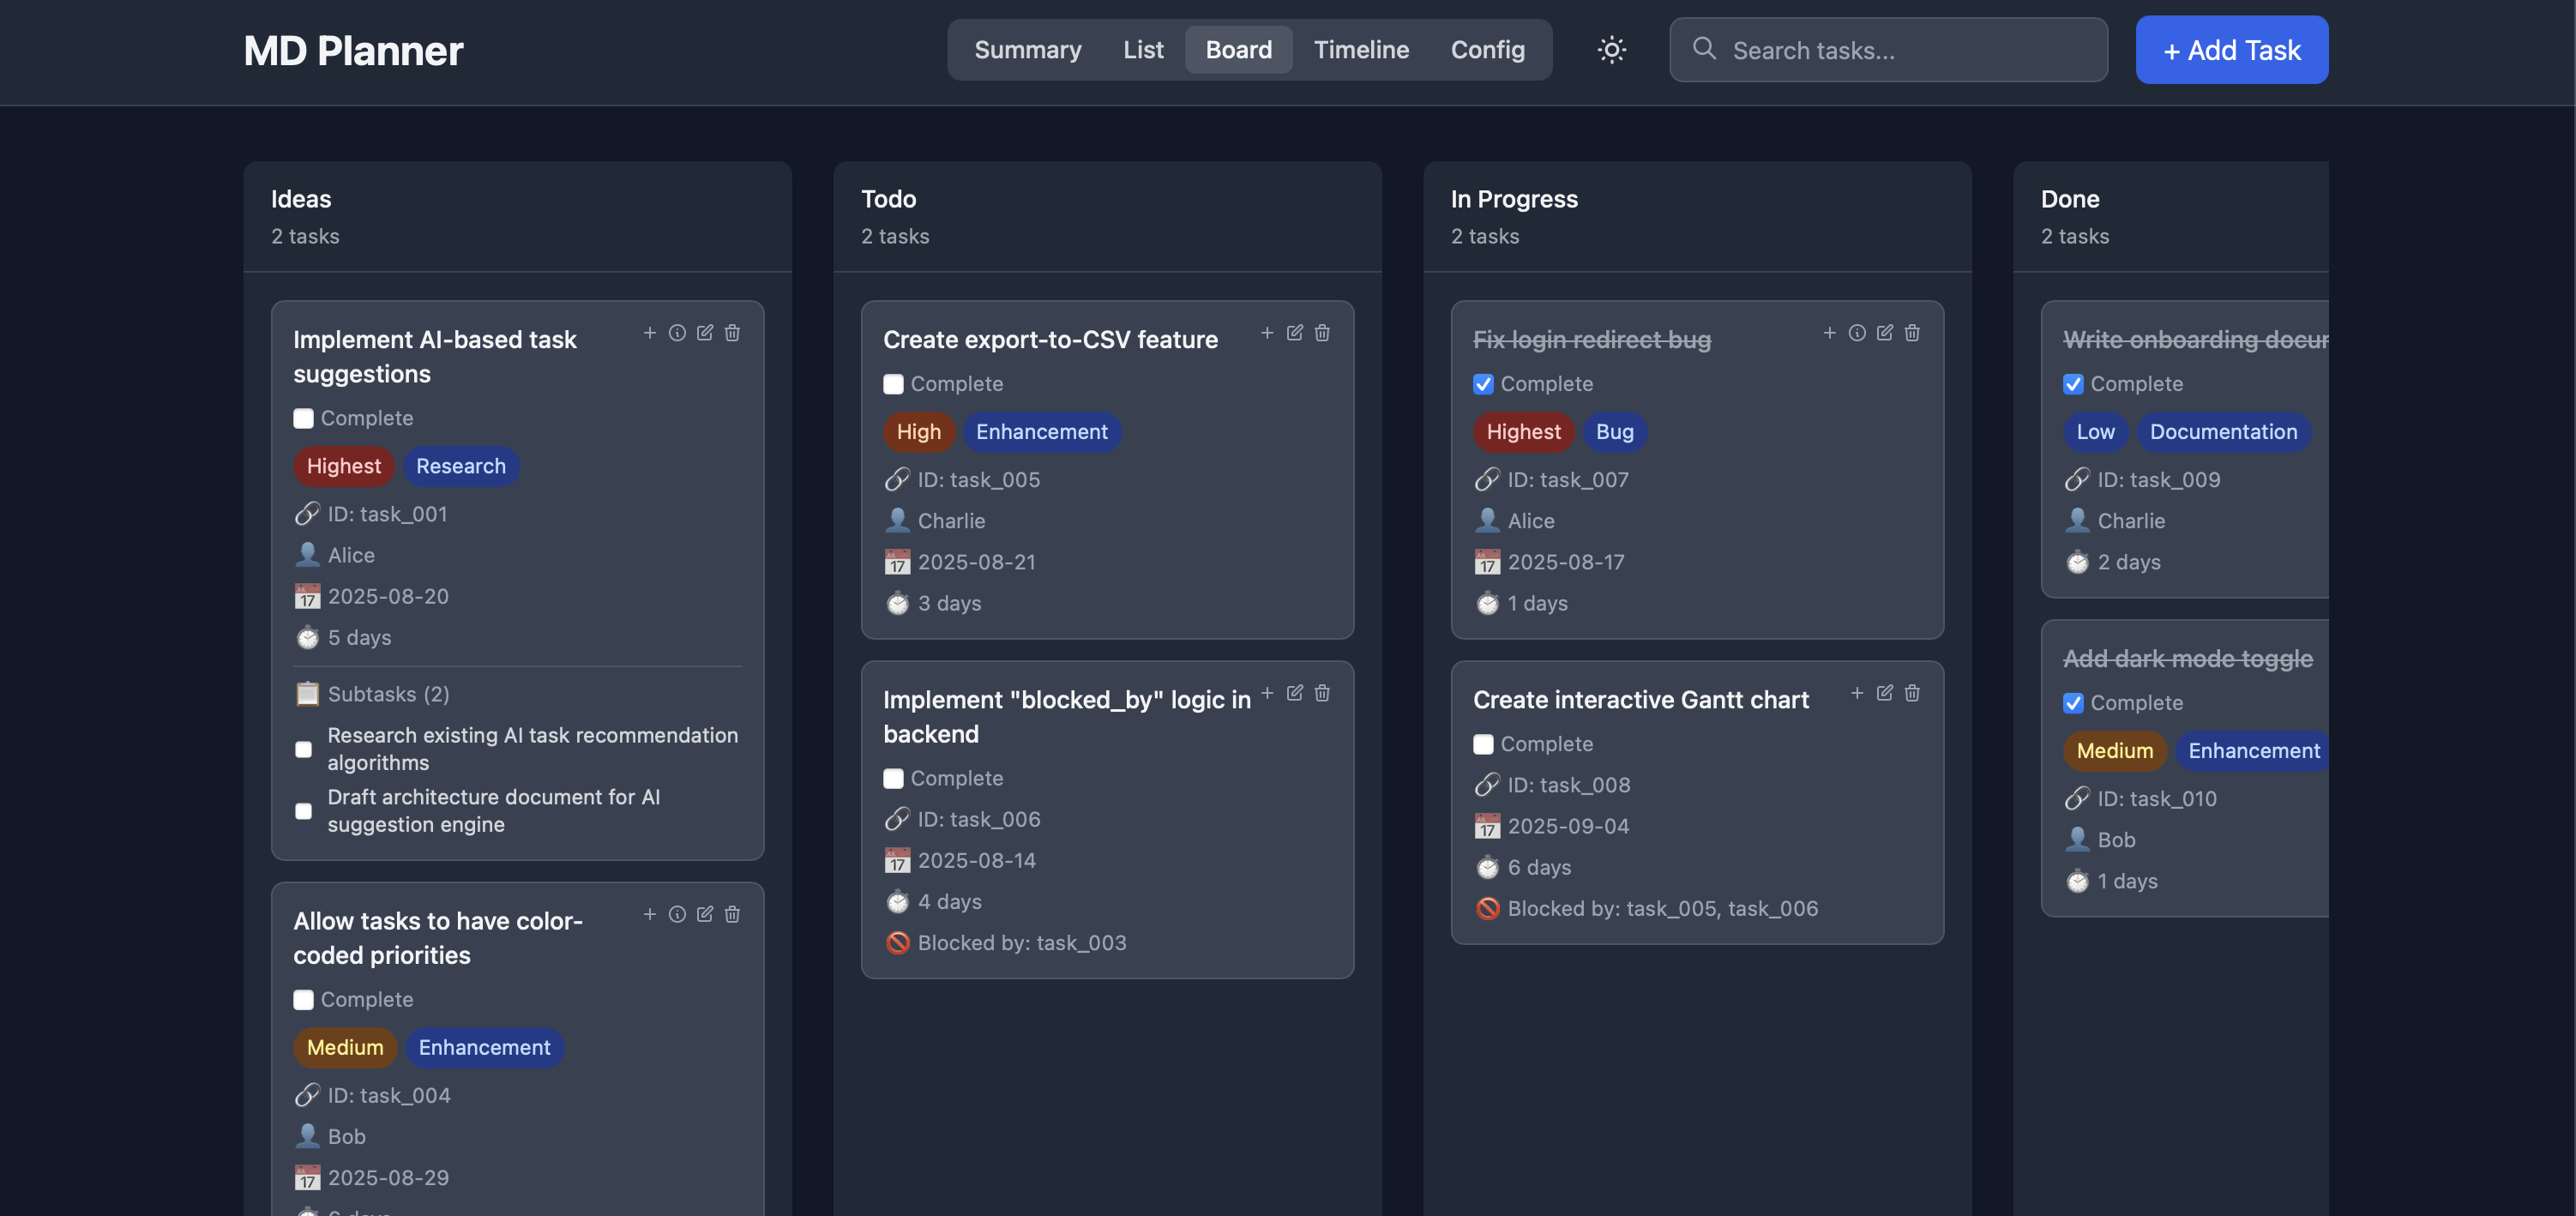 MD Planner
Summary
List
Board
Timeline
Config
Search tasks...
+ Add Task
Ideas
2 tasks
Implement AI-based task
suggestions
Complete
Highest
Research
ID: task_001
Alice
2025-08-20
5 days
Subtasks (2)
Research existing AI task recommendation
algorithms
Draft architecture document for AI
suggestion engine
Allow tasks to have color-
coded priorities
Complete
Medium
Enhancement
ID: task_004
Bob
2025-08-29
Todo
2 tasks
Create export-to-CSV feature
Complete
High
Enhancement
ID: task_005
Charlie
2025-08-21
3 days
Implement "blocked_by" logic in
backend
Complete
ID: task_006
2025-08-14
4 days
Blocked by: task_003
In Progress
2 tasks
Fix login redirect bug
Complete
Highest
Bug
ID: task_007
Alice
2025-08-17
1 days
Create interactive Gantt chart
Complete
ID: task_008
2025-09-04
6 days
Blocked by: task_005, task_006
Done
2 tasks
Write onboarding docu
Complete
Low
Documentation
ID: task_009
Charlie
2 days
Add dark mode toggle
Complete
Medium
Enhancement
ID: task_010
Bob
1 days